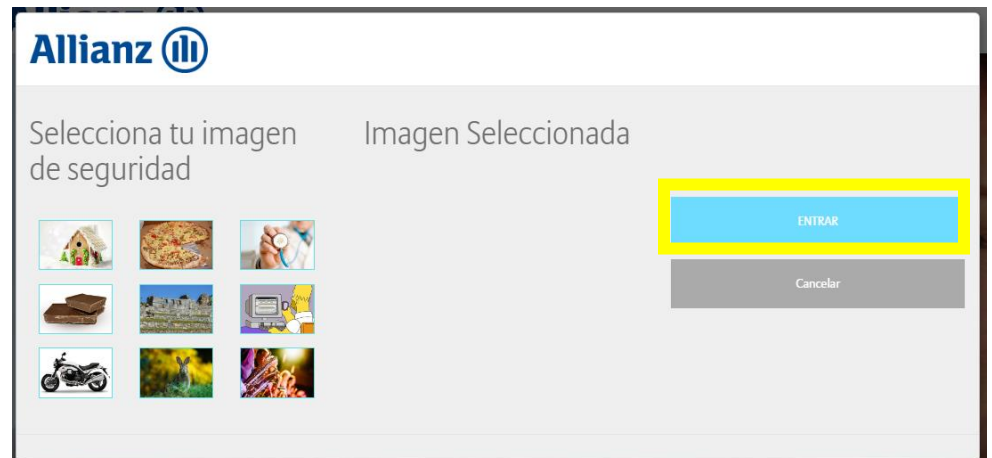 Allianz
Selecciona tu imagen
de seguridad
Imagen Seleccionada
ENTRAR
Cancelar